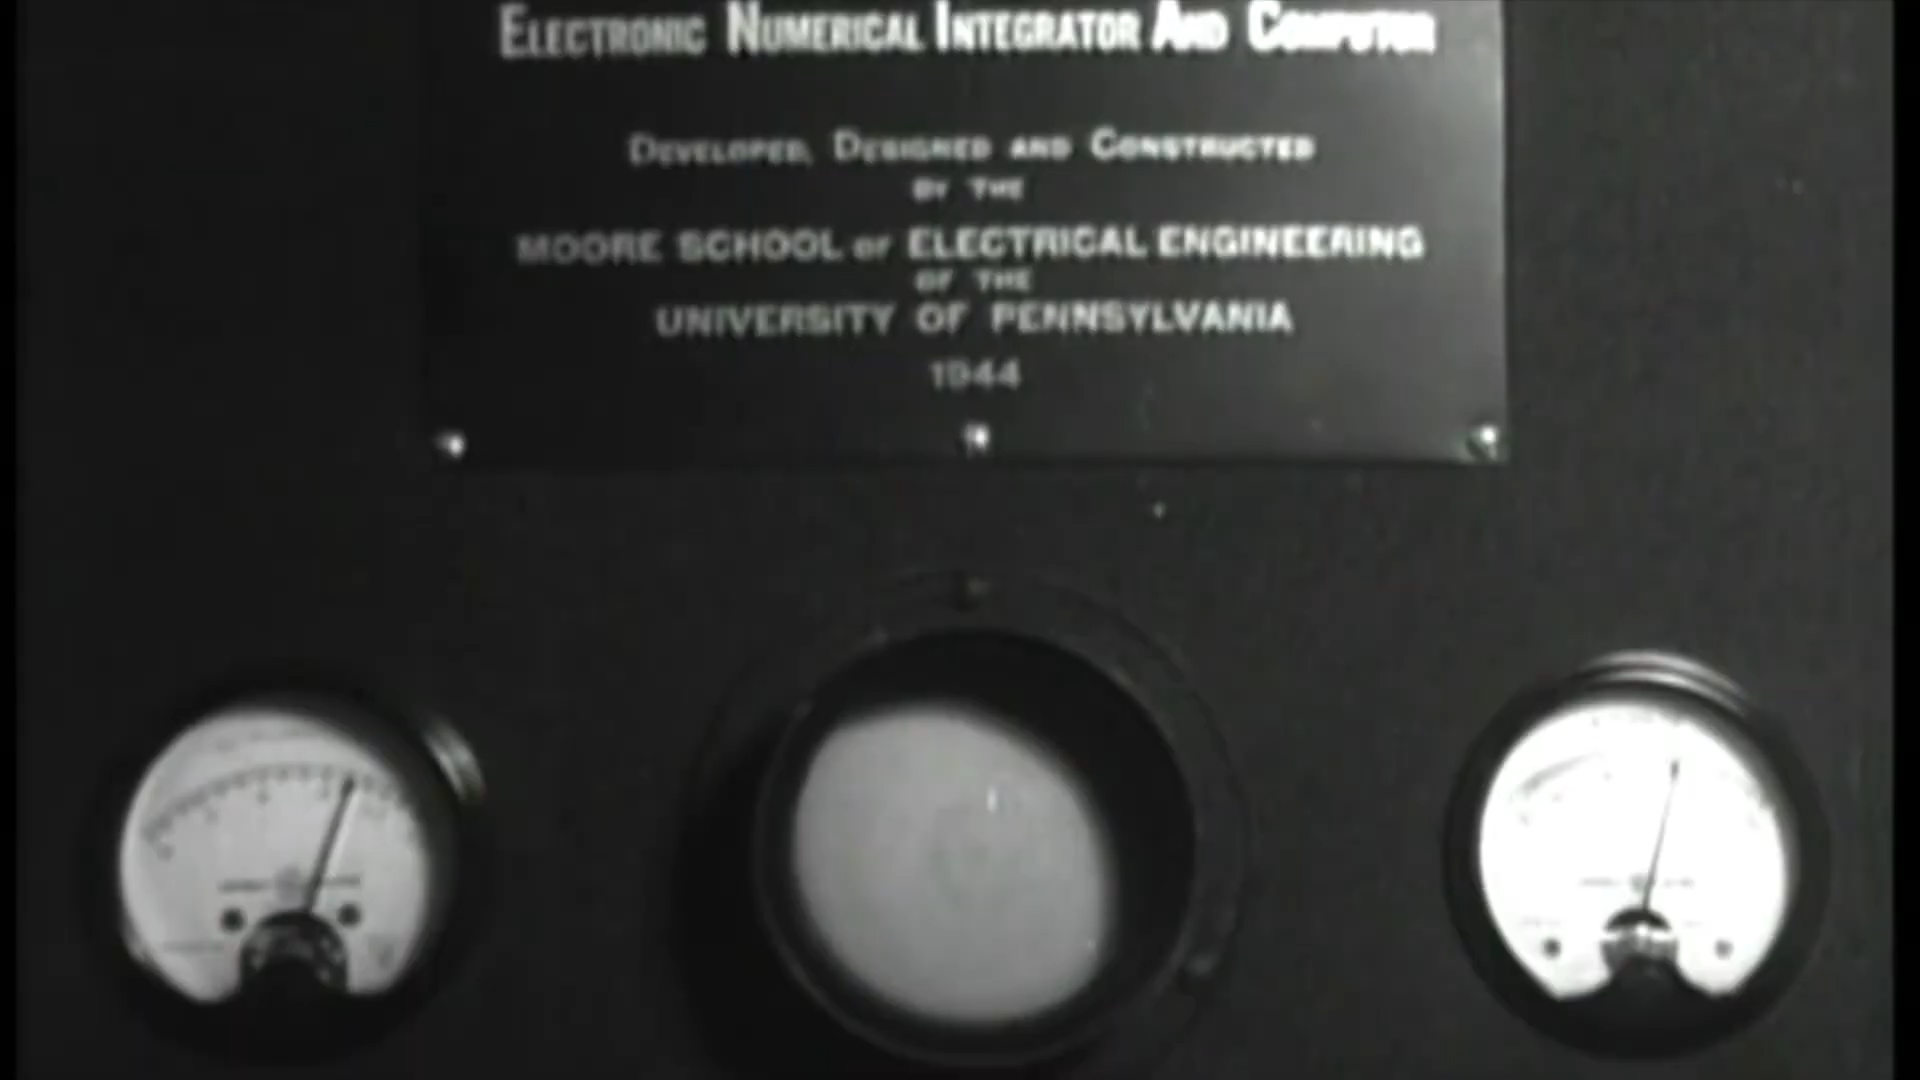 ELECTRONIC NUMERICAL INTEGRATOR AND COMPUTER
DEVELOPED, DESIGNED AND CONSTRUCTED
BY THE
MOORE SCHOOL OF ELECTRICAL ENGINEERING
OF THE
UNIVERSITY OF PENNSYLVANIA
1944